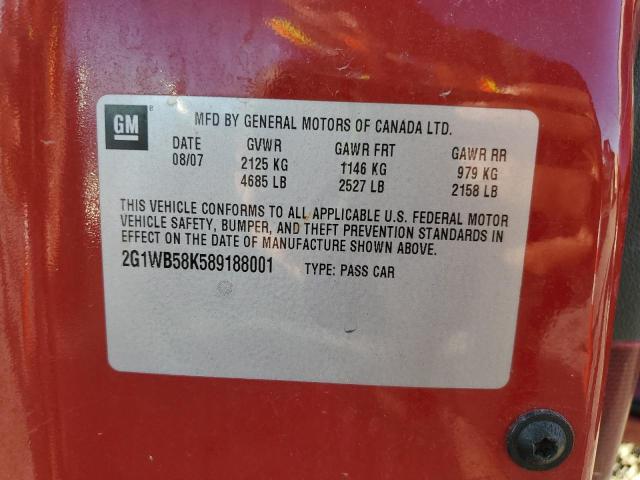 GM ®
MFD BY GENERAL MOTORS OF CANADA LTD.
DATE GVWR GAWR FRT GAWR RR
08/07 2125 KG 1146 KG 979 KG
4685 LB 2527 LB 2158 LB
THIS VEHICLE CONFORMS TO ALL APPLICABLE U.S. FEDERAL MOTOR
VEHICLE SAFETY, BUMPER, AND THEFT PREVENTION STANDARDS IN
EFFECT ON THE DATE OF MANUFACTURE SHOWN ABOVE.
2G1WB58K589188001 TYPE: PASS CAR